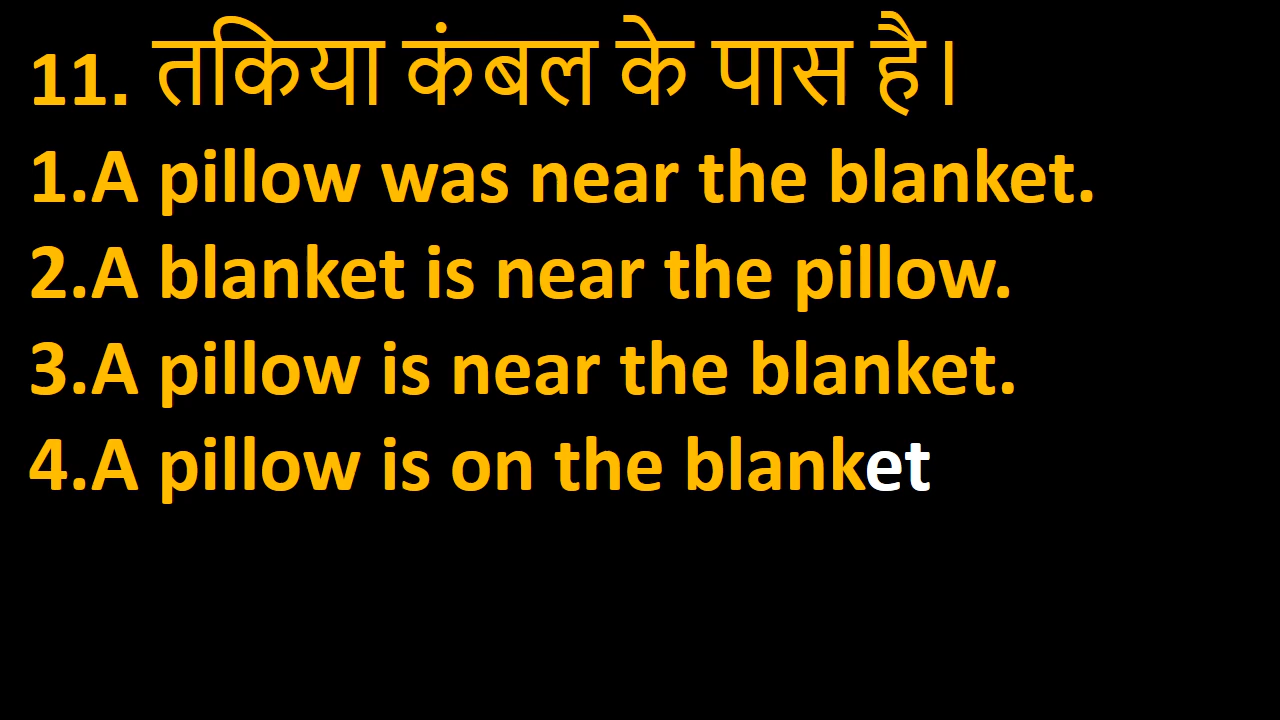 11. तकिया कंबल के पास है।
1.A pillow was near the blanket.
2.A blanket is near the pillow.
3.A pillow is near the blanket.
4.A pillow is on the blanket